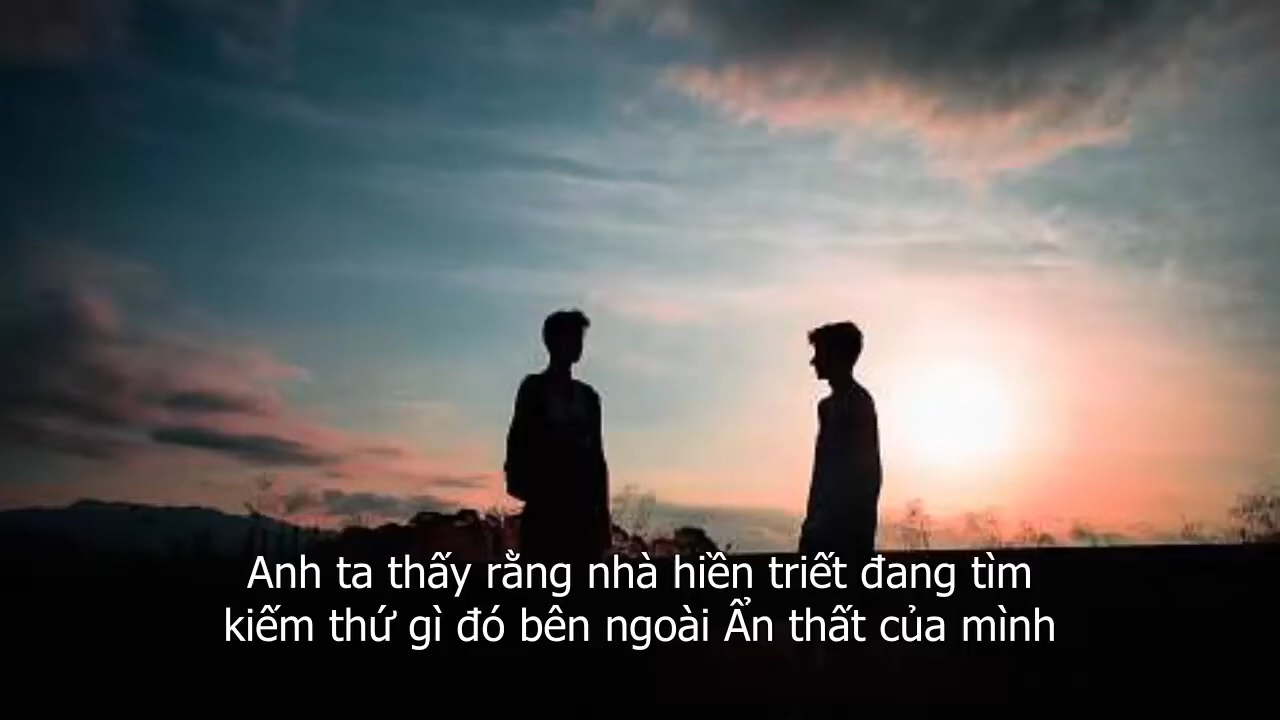 Anh ta thấy rằng nhà hiền triết đang tìm
kiếm thứ gì đó bên ngoài Ẩn thất của mình